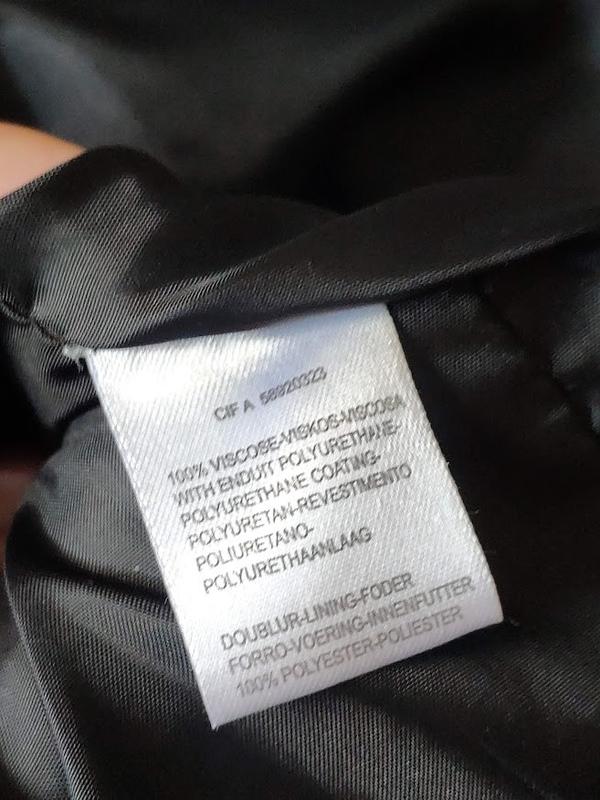 CIF A 58920323
100% VISCOSE-VISKOS-VISCOSA
WITH ENDUIT POLYURETHANE-
POLYURETHANE COATING-
POLYURETAN-REVESTIMENTO
POLIURETANO-
POLYURETHAANLAAG
DOUBLUR-LINING-FODER
FORRO-VOERING-INNENFUTTER
100% POLYESTER-POLIESTER